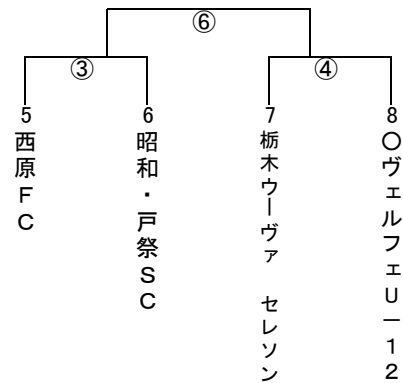 ⑥
③ ④
5 6 7 8
西原FC
昭和・戸祭SC
栃木ウーヴァ セレソン
〇ヴェルフェU－12